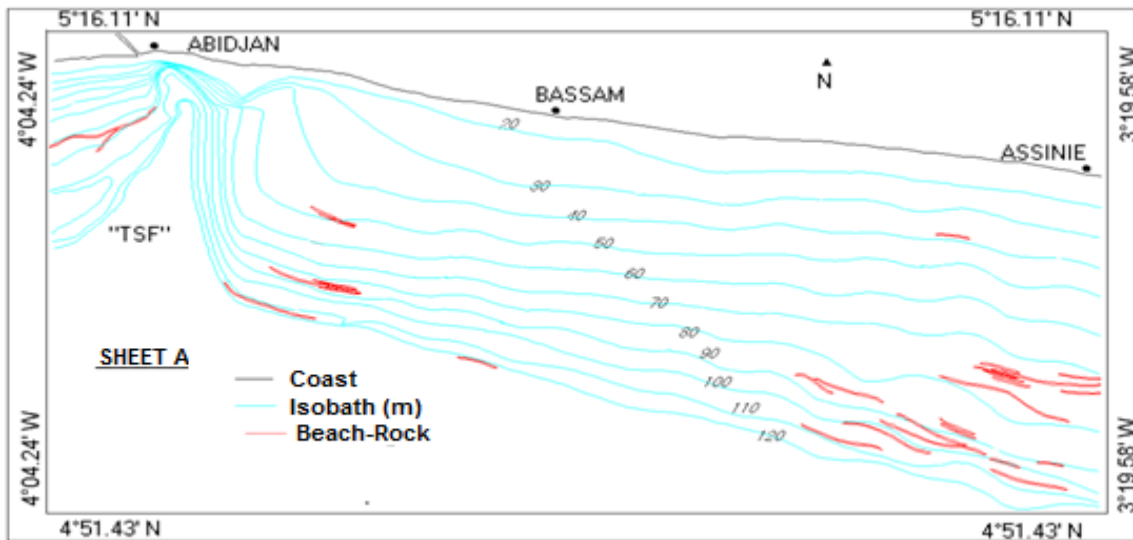 5°16.11' N
5°16.11' N
4°04.24' W
3°19.58' W
ABIDJAN
N
BASSAM
ASSINIE
20
30
40
50
60
70
80
90
100
110
120
"TSF"
SHEET A
Coast
Isobath (m)
Beach-Rock
4°04.24' W
3°19.58' W
4°51.43' N
4°51.43' N